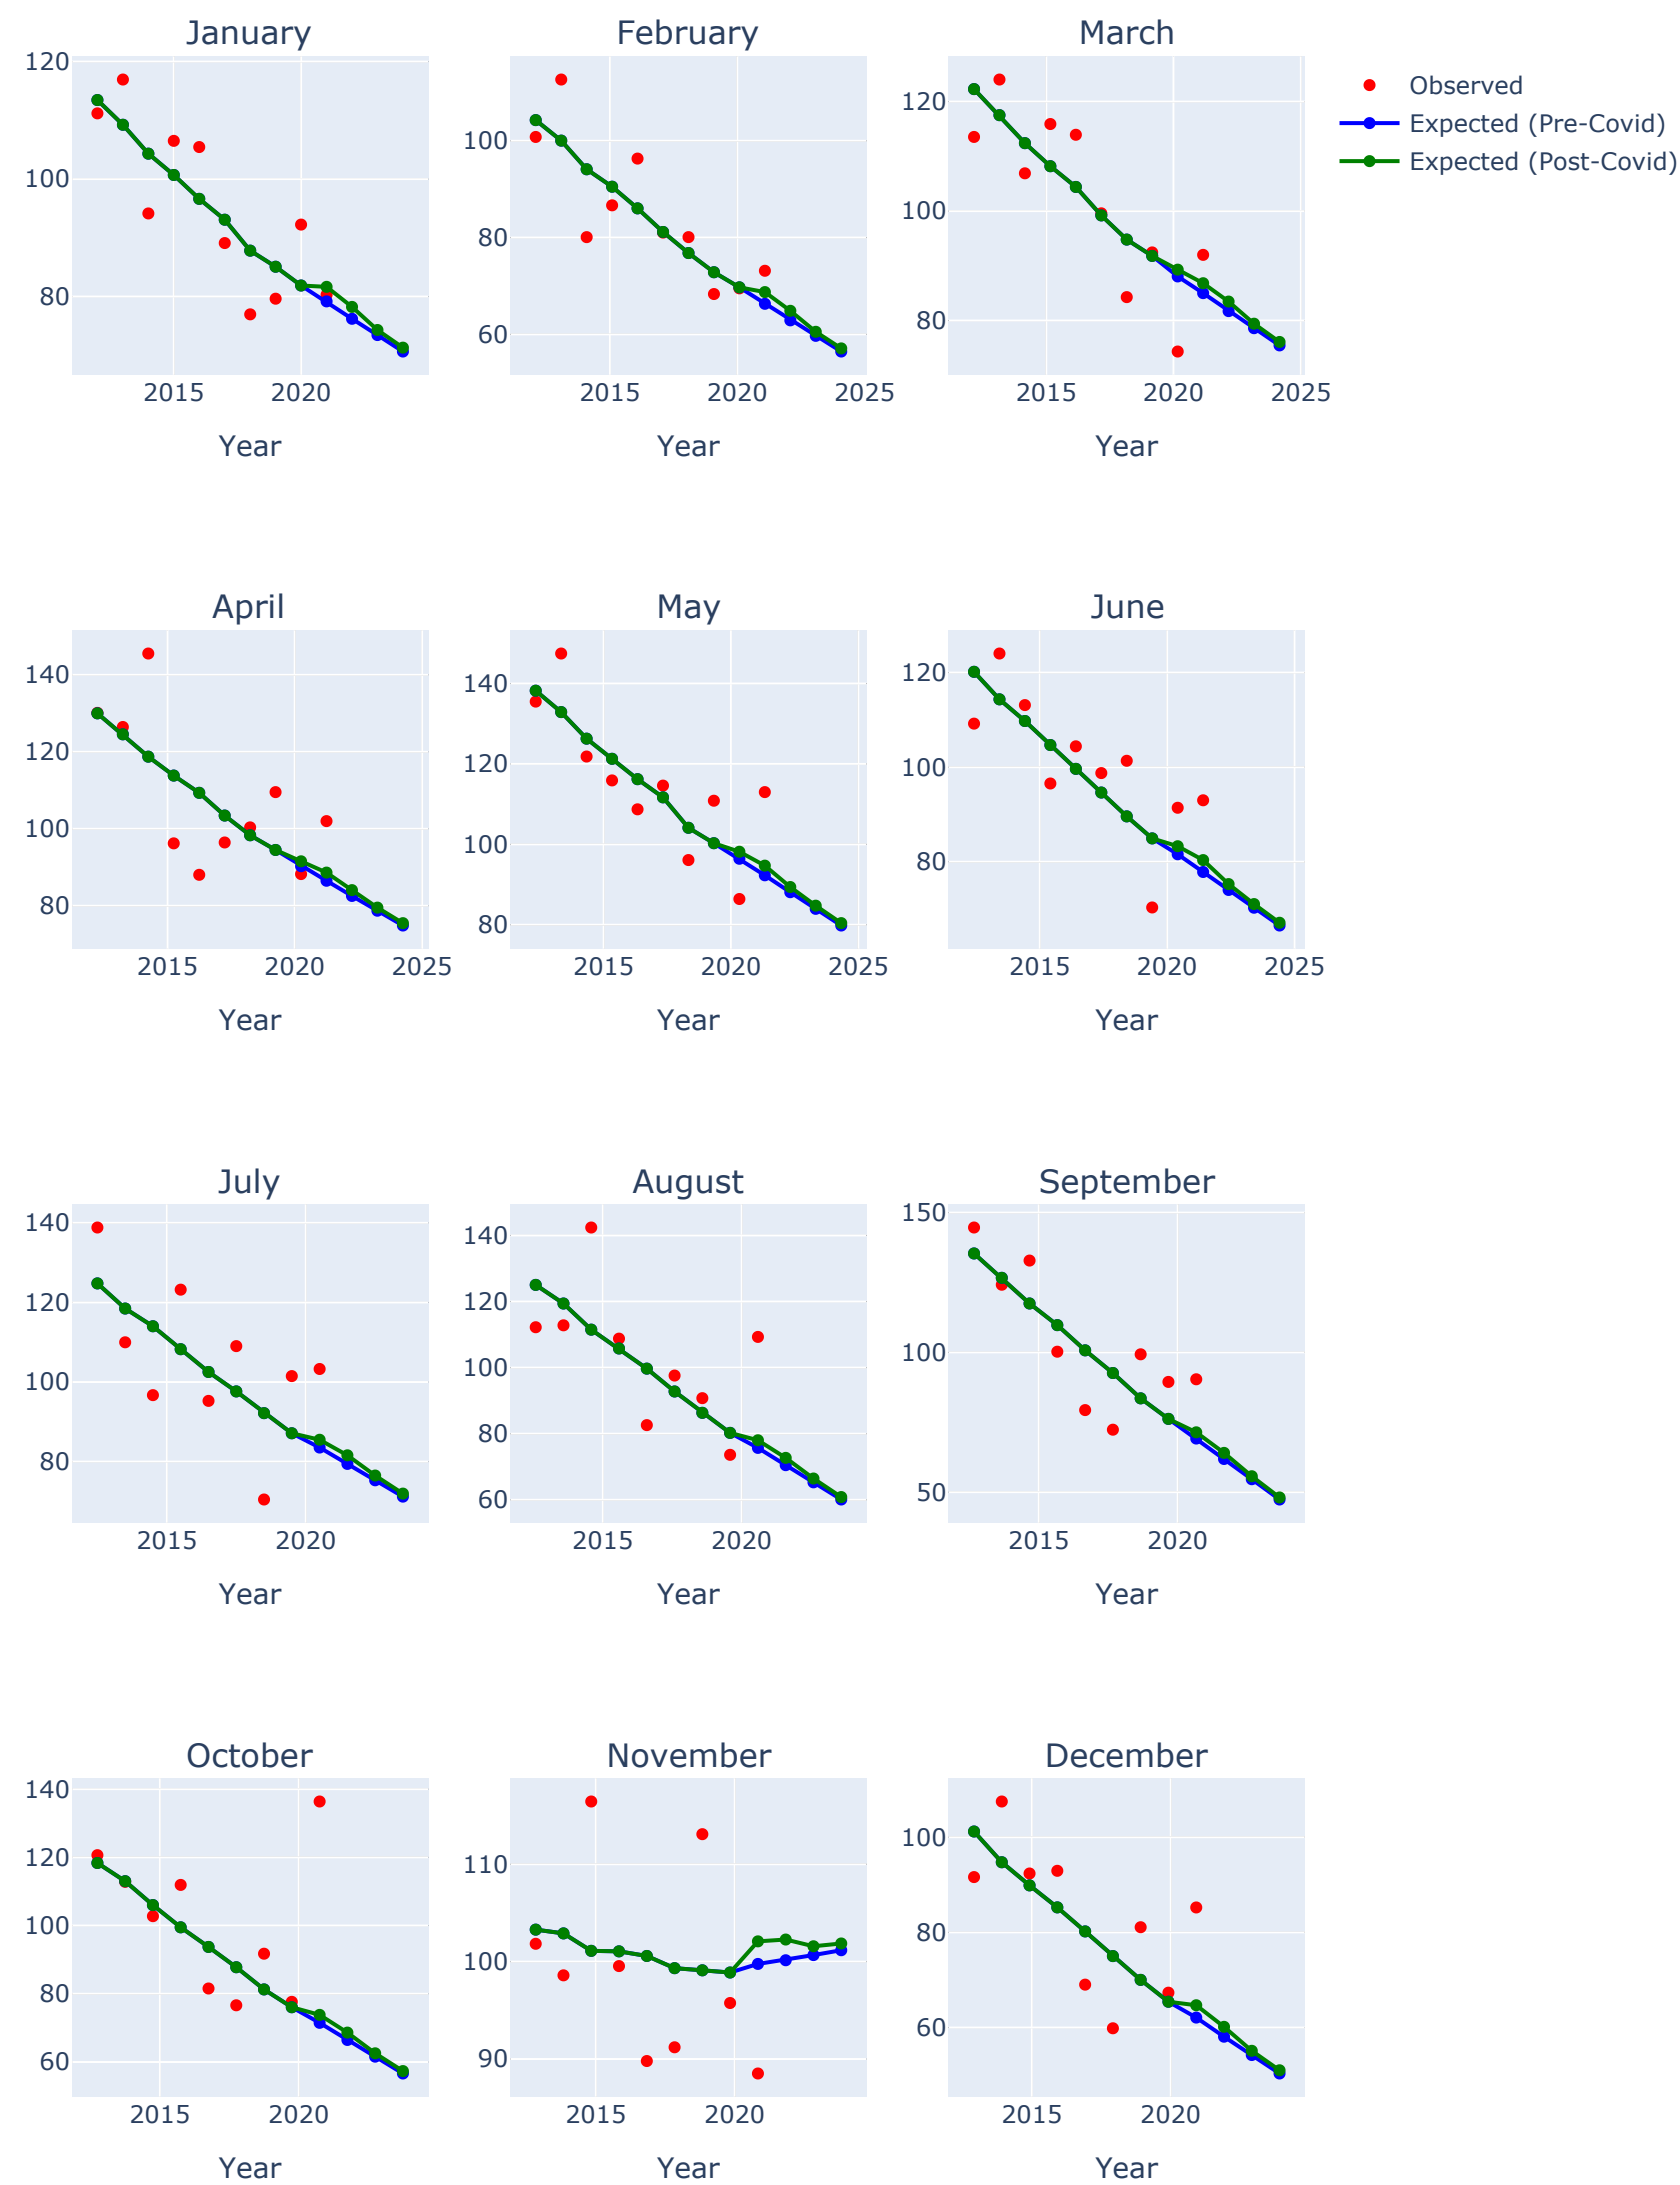 January
February
March
Observed
Expected (Pre-Covid)
Expected (Post-Covid)
120
100
80
100
80
60
120
100
80
2015 2020
2015 2020 2025
2015 2020 2025
Year
Year
Year
April
May
June
140
120
100
80
140
120
100
80
120
100
80
2015 2020 2025
2015 2020 2025
2015 2020 2025
Year
Year
Year
July
August
September
140
120
100
80
140
120
100
80
60
150
100
50
2015 2020
2015 2020
2015 2020
Year
Year
Year
October
November
December
140
120
100
80
60
110
100
90
100
80
60
2015 2020
2015 2020
2015 2020
Year
Year
Year